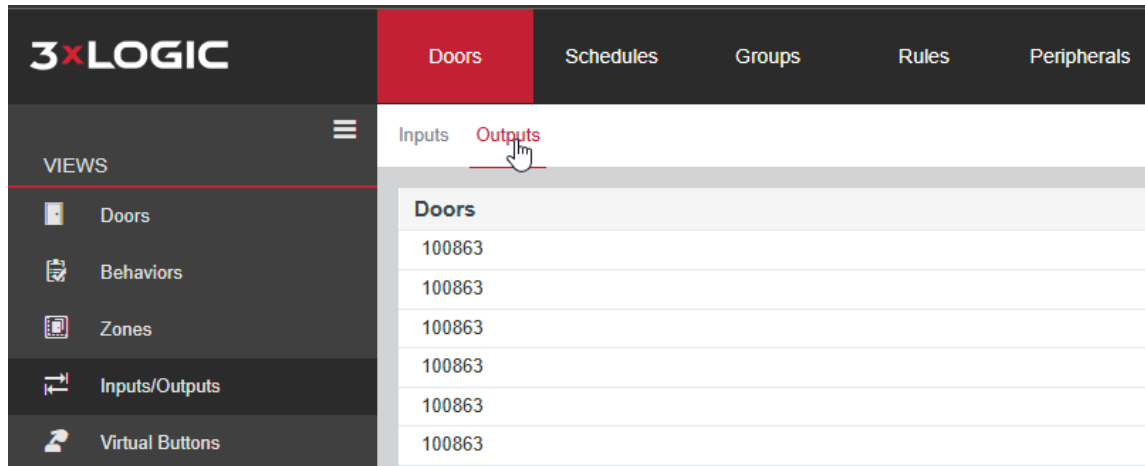 3xLOGIC
Doors Schedules Groups Rules Peripherals
VIEWS
Doors
Behaviors
Zones
Inputs/Outputs
Virtual Buttons
Inputs Outputs
Doors
100863
100863
100863
100863
100863
100863